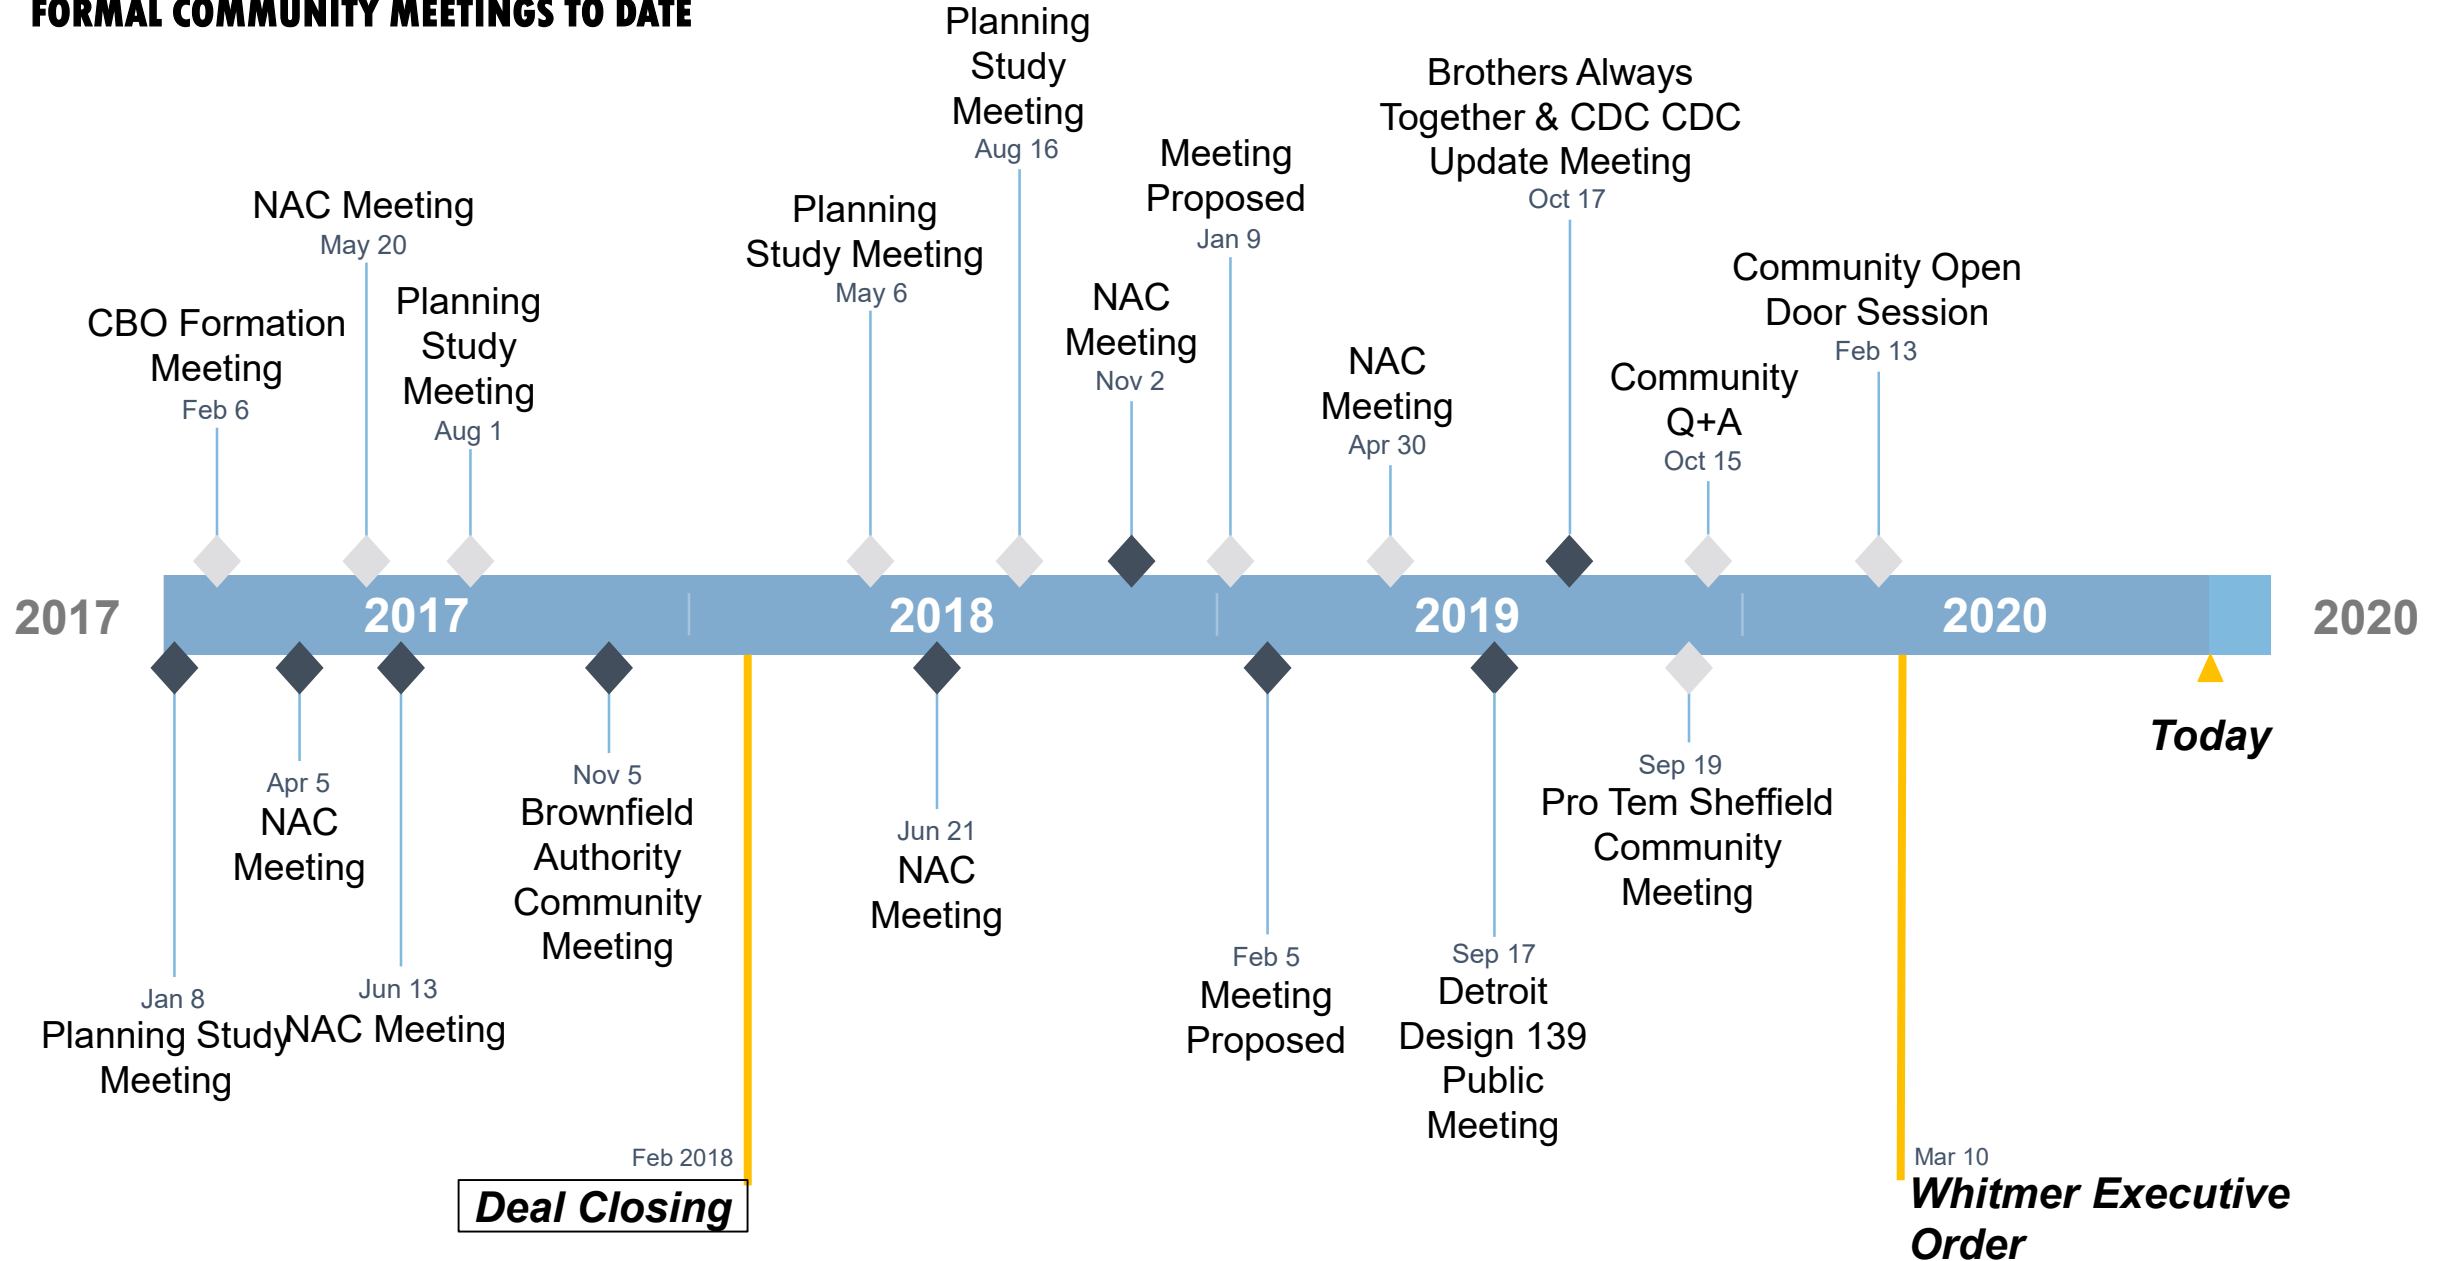 FORMAL COMMUNITY MEETINGS TO DATE
CBO Formation
Meeting
Feb 6
NAC Meeting
May 20
Planning
Study
Meeting
Aug 1
Planning
Study Meeting
May 6
Planning
Study
Meeting
Aug 16
NAC
Meeting
Nov 2
Meeting
Proposed
Jan 9
NAC
Meeting
Apr 30
Brothers Always
Together & CDC CDC
Update Meeting
Oct 17
Community
Q+A
Oct 15
Community Open
Door Session
Feb 13
2017
2017
2018
2019
2020
2020
Jan 8
Planning Study
Meeting
Apr 5
NAC
Meeting
Jun 13
NAC Meeting
Nov 5
Brownfield
Authority
Community
Meeting
Feb 2018
Deal Closing
Jun 21
NAC
Meeting
Feb 5
Meeting
Proposed
Sep 17
Detroit
Design 139
Public
Meeting
Sep 19
Pro Tem Sheffield
Community
Meeting
Mar 10
Whitmer Executive
Order
Today